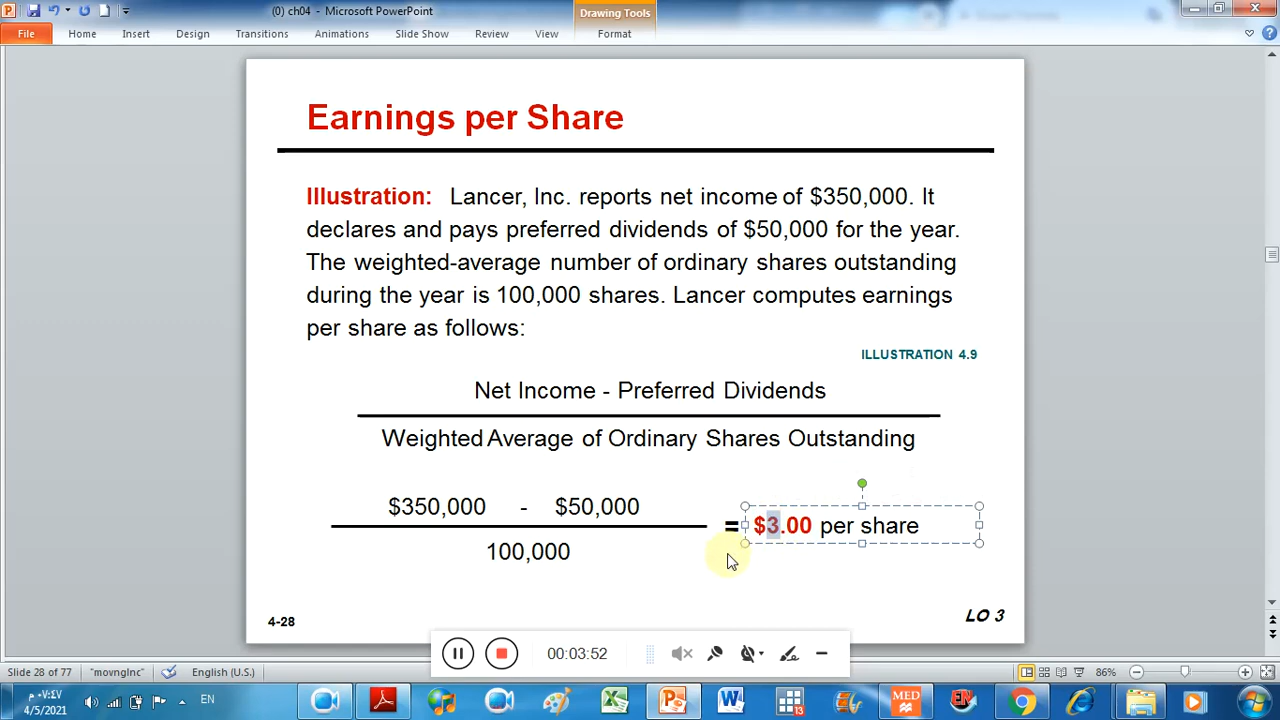 (0) ch04 - Microsoft PowerPoint
Drawing Tools
File Home Insert Design Transitions Animations Slide Show Review View Format
Earnings per Share
Illustration: Lancer, Inc. reports net income of $350,000. It
declares and pays preferred dividends of $50,000 for the year.
The weighted-average number of ordinary shares outstanding
during the year is 100,000 shares. Lancer computes earnings
per share as follows:
ILLUSTRATION 4.9
Net Income - Preferred Dividends
Weighted Average of Ordinary Shares Outstanding
$350,000 - $50,000
= $3.00 per share
100,000
4-28
LO 3
00:03:52
Slide 28 of 77 "movngInc" English (U.S.) 86%
EN
MED
EN
13
٠٧:٤٧ م
4/5/2021